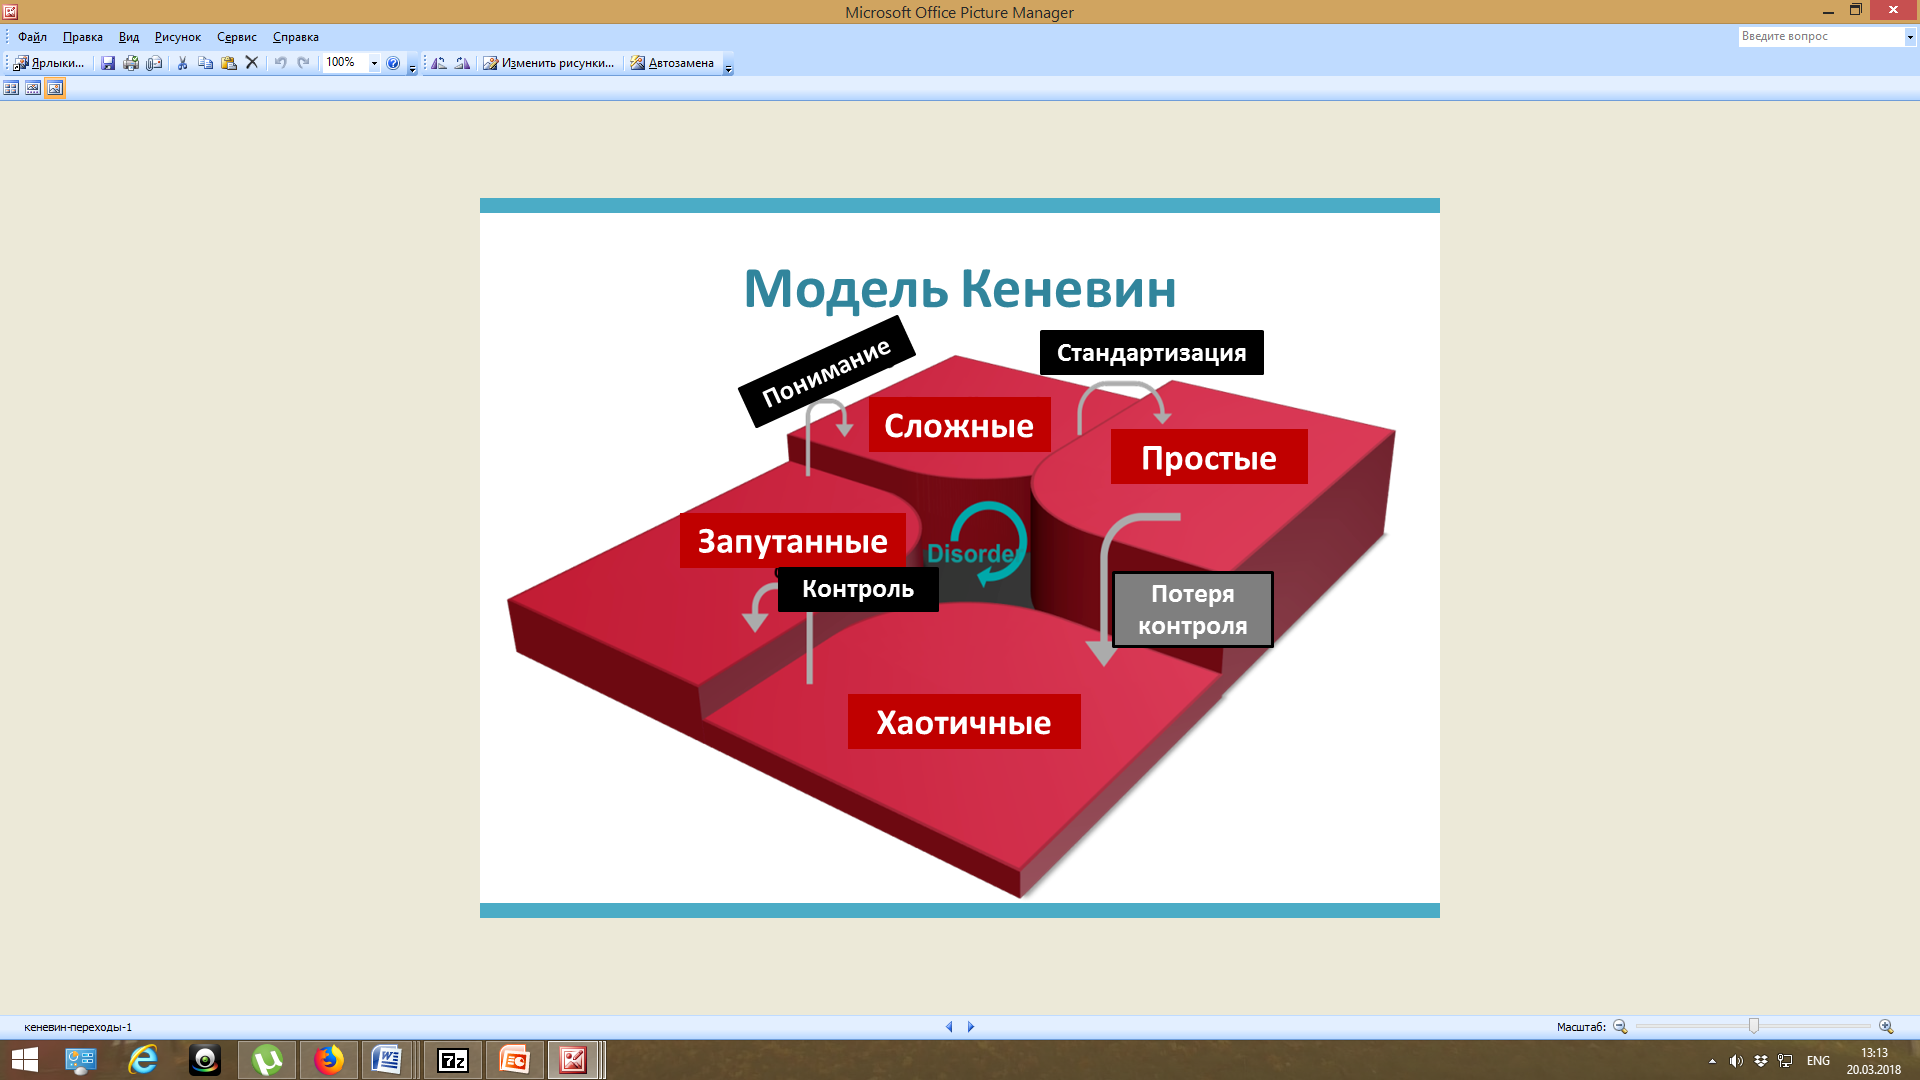 Microsoft Office Picture Manager
Файл Правка Вид Рисунок Сервис Справка
Введите вопрос
Ярлыки... 100% Изменить рисунки... Автозамена
Модель Кеневин
Понимание
Стандартизация
Сложные
Простые
Запутанные
Disorder
Контроль
Потеря
контроля
Хаотичные
кеневин-переходы-1
Масштаб:
7z
ENG
13:13
20.03.2018